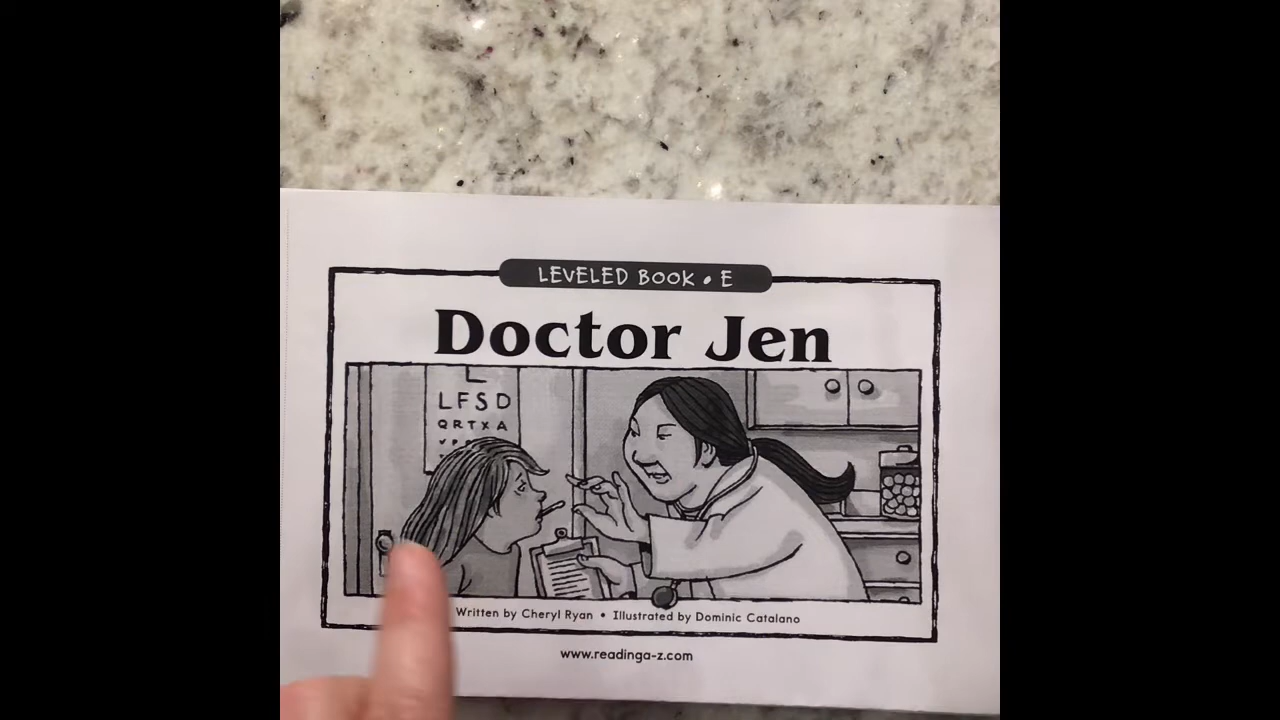 LEVELED BOOK • E
Doctor Jen
L
LFSD
QRTXA
Written by Cheryl Ryan • Illustrated by Dominic Catalano
www.readinga-z.com